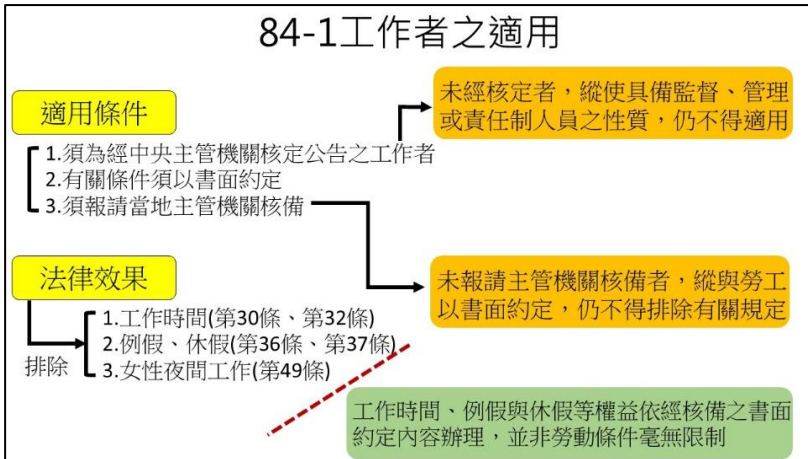 84-1工作者之適用
適用條件
1.須為經中央主管機關核定公告之工作者
2.有關條件須以書面約定
3.須報請當地主管機關核備
未經核定者，縱使具備監督、管理
或責任制人員之性質，仍不得適用
法律效果
排除
1.工作時間(第30條、第32條)
2.例假、休假(第36條、第37條)
3.女性夜間工作(第49條)
未報請主管機關核備者，縱與勞工
以書面約定，仍不得排除有關規定
工作時間、例假與休假等權益依經核備之書面
約定內容辦理，並非勞動條件毫無限制